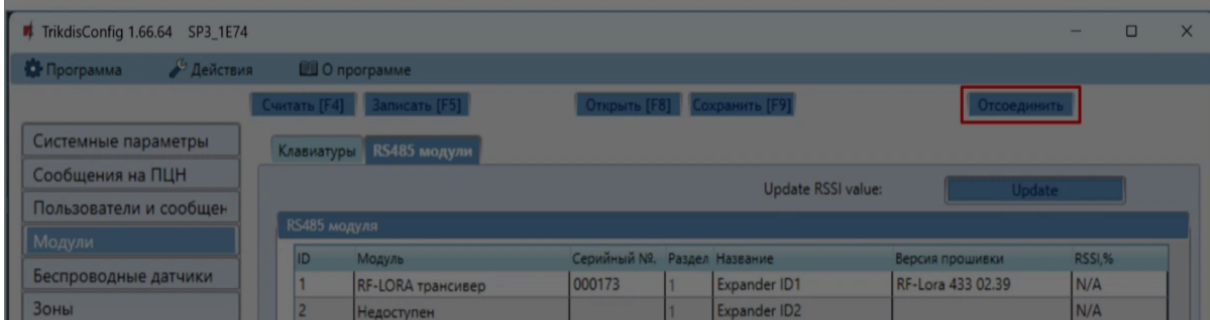 TrikdisConfig 1.66.64 SP3_1E74
Программа Действия О программе
Считать [F4] Записать [F5] Открыть [F8] Сохранить [F9] Отсоединить
Системные параметры
Клавиатуры RS485 модули
Сообщения на ПЦН
Update RSSI value: Update
Пользователи и сообщен
RS485 модуля
Модули
ID Модуль Серийный №. Раздел Название Версия прошивки RSSI,%
Беспроводные датчики
1 RF-LORA трансивер 000173 1 Expander ID1 RF-Lora 433 02.39 N/A
Зоны
2 Недоступен 1 Expander ID2 N/A